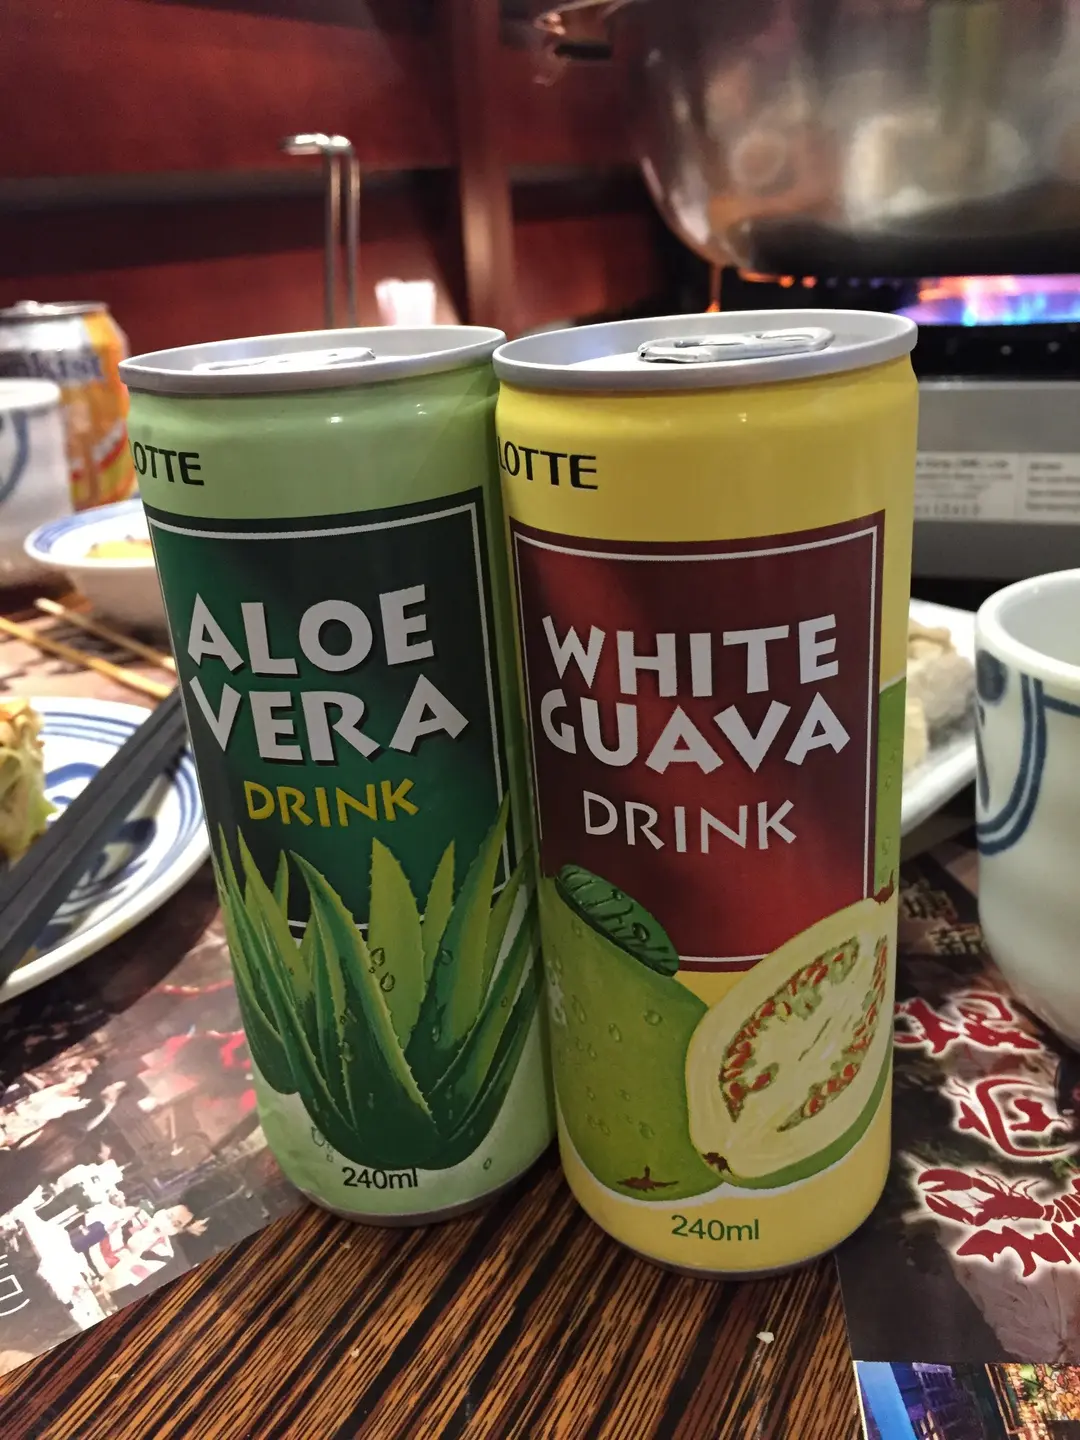 LOTTE
ALOE
VERA
DRINK
240ml
LOTTE
WHITE
GUAVA
DRINK
240ml